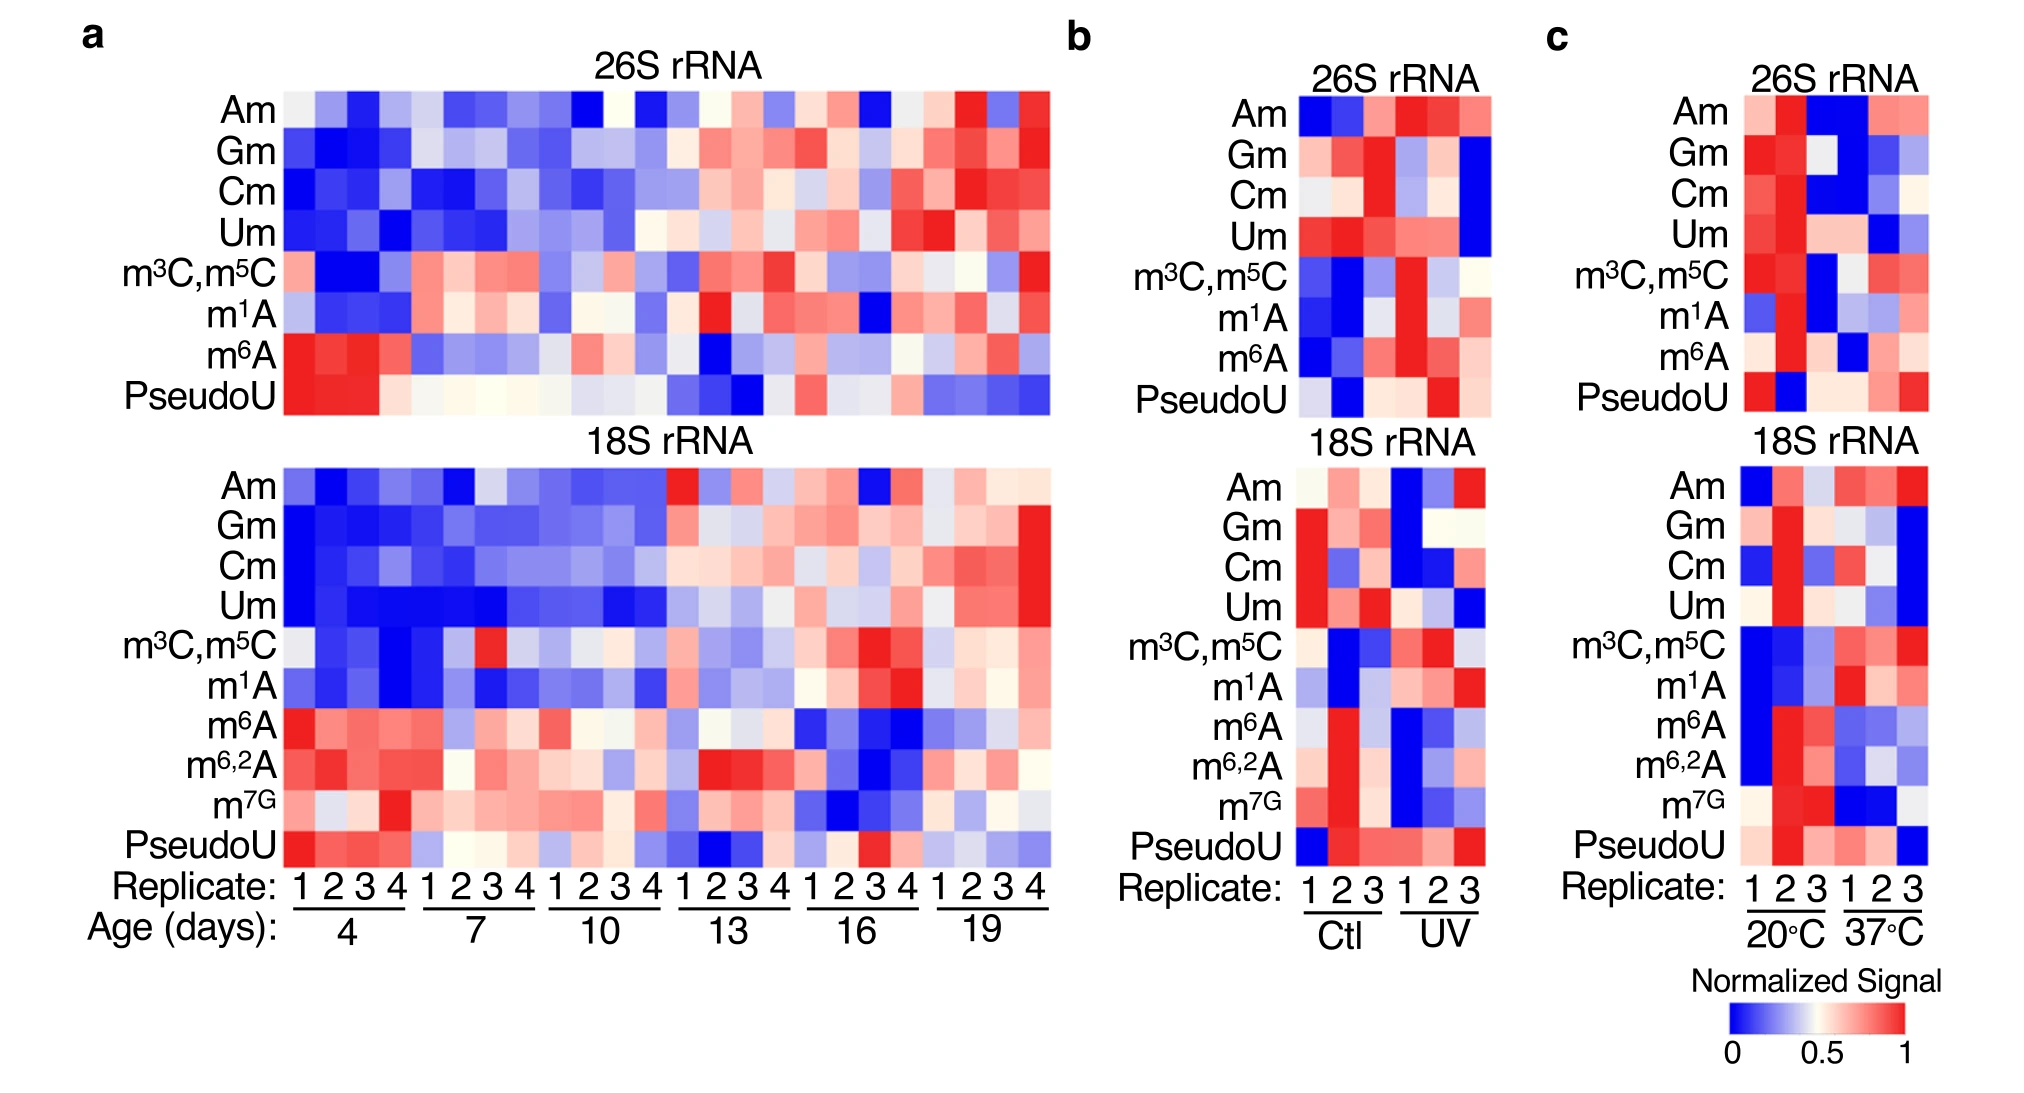 a
26S rRNA
Am
Gm
Cm
Um
m³C,m⁵C
m¹A
m⁶A
PseudoU
18S rRNA
Am
Gm
Cm
Um
m³C,m⁵C
m¹A
m⁶A
m⁶,²A
m⁷ᴳ
PseudoU
Replicate: 1 2 3 4 1 2 3 4 1 2 3 4 1 2 3 4 1 2 3 4 1 2 3 4
Age (days): 4 7 10 13 16 19
b
26S rRNA
Am
Gm
Cm
Um
m³C,m⁵C
m¹A
m⁶A
PseudoU
18S rRNA
Am
Gm
Cm
Um
m³C,m⁵C
m¹A
m⁶A
m⁶,²A
m⁷ᴳ
PseudoU
Replicate: 1 2 3 1 2 3
Ctl UV
c
26S rRNA
Am
Gm
Cm
Um
m³C,m⁵C
m¹A
m⁶A
PseudoU
18S rRNA
Am
Gm
Cm
Um
m³C,m⁵C
m¹A
m⁶A
m⁶,²A
m⁷ᴳ
PseudoU
Replicate: 1 2 3 1 2 3
20°C 37°C
Normalized Signal
0 0.5 1